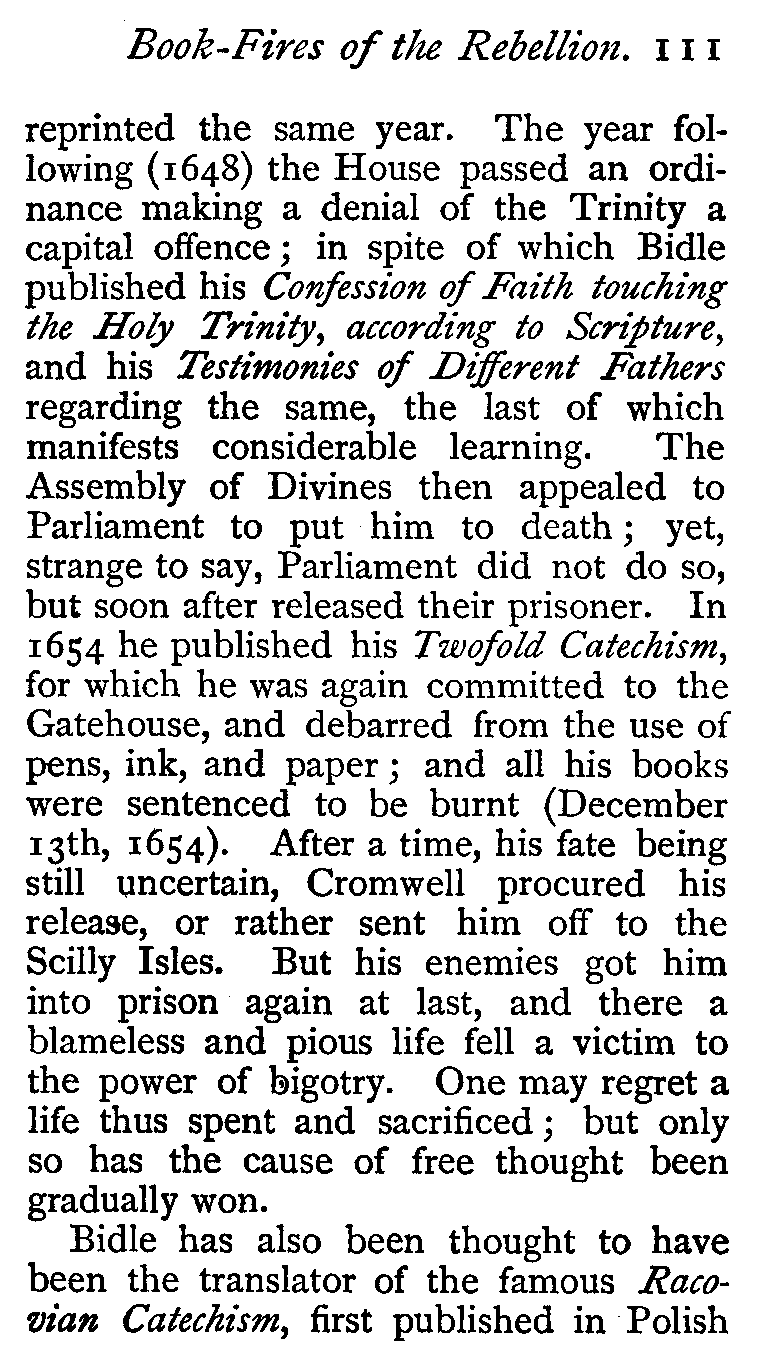 Book-Fires of the Rebellion. 111
reprinted the same year. The year fol-
lowing (1648) the House passed an ordi-
nance making a denial of the Trinity a
capital offence; in spite of which Bidle
published his Confession of Faith touching
the Holy Trinity, according to Scripture,
and his Testimonies of Different Fathers
regarding the same, the last of which
manifests considerable learning. The
Assembly of Divines then appealed to
Parliament to put him to death; yet,
strange to say, Parliament did not do so,
but soon after released their prisoner. In
1654 he published his Twofold Catechism,
for which he was again committed to the
Gatehouse, and debarred from the use of
pens, ink, and paper; and all his books
were sentenced to be burnt (December
13th, 1654). After a time, his fate being
still uncertain, Cromwell procured his
release, or rather sent him off to the
Scilly Isles. But his enemies got him
into prison again at last, and there a
blameless and pious life fell a victim to
the power of bigotry. One may regret a
life thus spent and sacrificed; but only
so has the cause of free thought been
gradually won.
Bidle has also been thought to have
been the translator of the famous Raco-
vian Catechism, first published in Polish